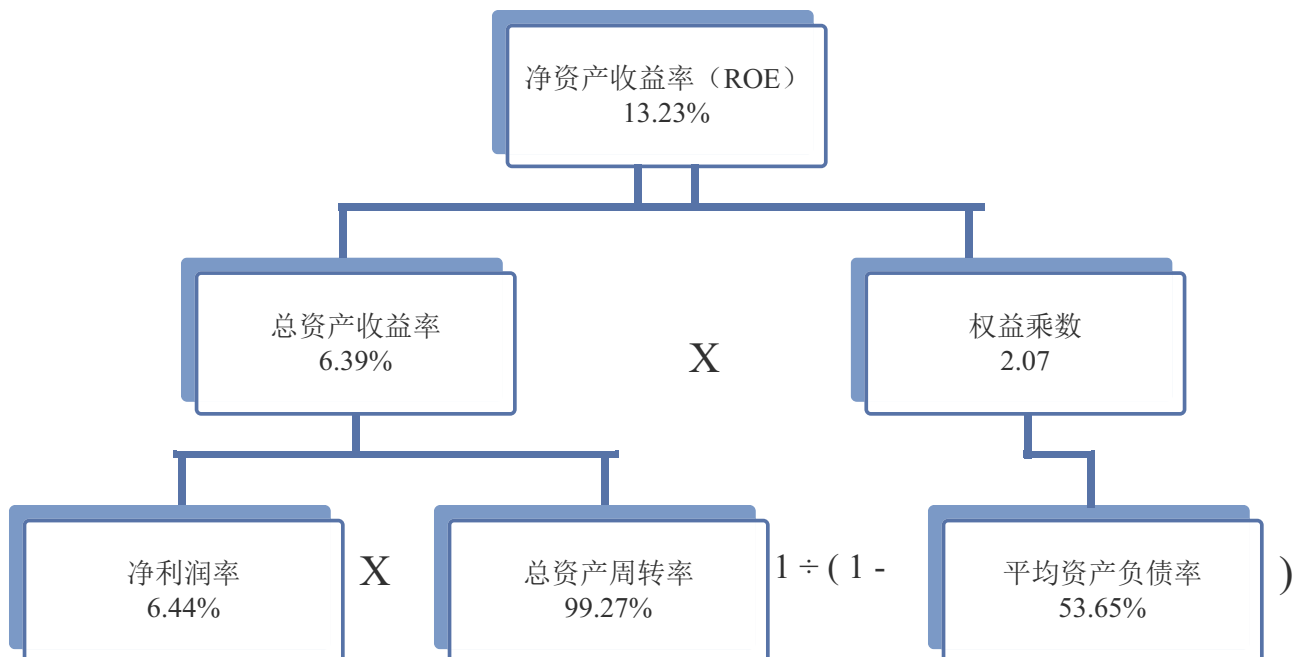 净资产收益率（ROE）
13.23%
总资产收益率
6.39%
X
权益乘数
2.07
净利润率
6.44%
X
总资产周转率
99.27%
1 ÷ ( 1 -
平均资产负债率
53.65%
)